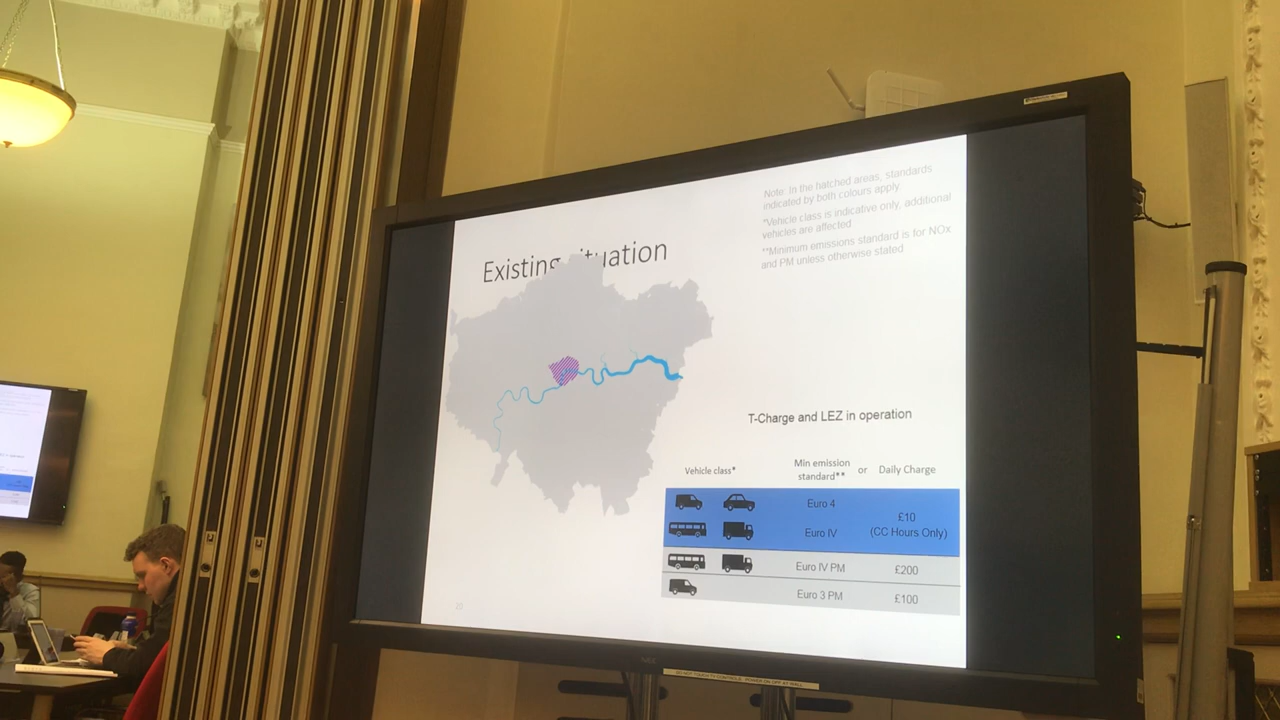 Note: In the hatched areas, standards
indicated by both colours apply
*Vehicle class is indicative only, additional
vehicles are affected
**Minimum emissions standard is for NOx
and PM unless otherwise stated
Existing situation
T-Charge and LEZ in operation
Vehicle class*
Min emission
standard**
or
Daily Charge
Euro 4
Euro IV
£10
(CC Hours Only)
Euro IV PM
£200
Euro 3 PM
£100
20
NEC